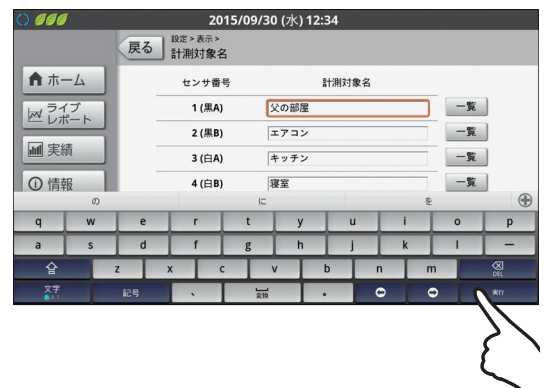 2015/09/30 (水) 12:34
戻る
設定 > 表示 >
計測対象名
ホーム
ライブ
レポート
実績
情報
センサ番号 計測対象名
1 (黒A) 父の部屋 一覧
2 (黒B) エアコン 一覧
3 (白A) キッチン 一覧
4 (白B) 寝室 一覧
の に を
q w e r t y u i o p
a s d f g h j k l ー
z x c v b n m DEL
文字 記号 、 変換 。 実行
あA1